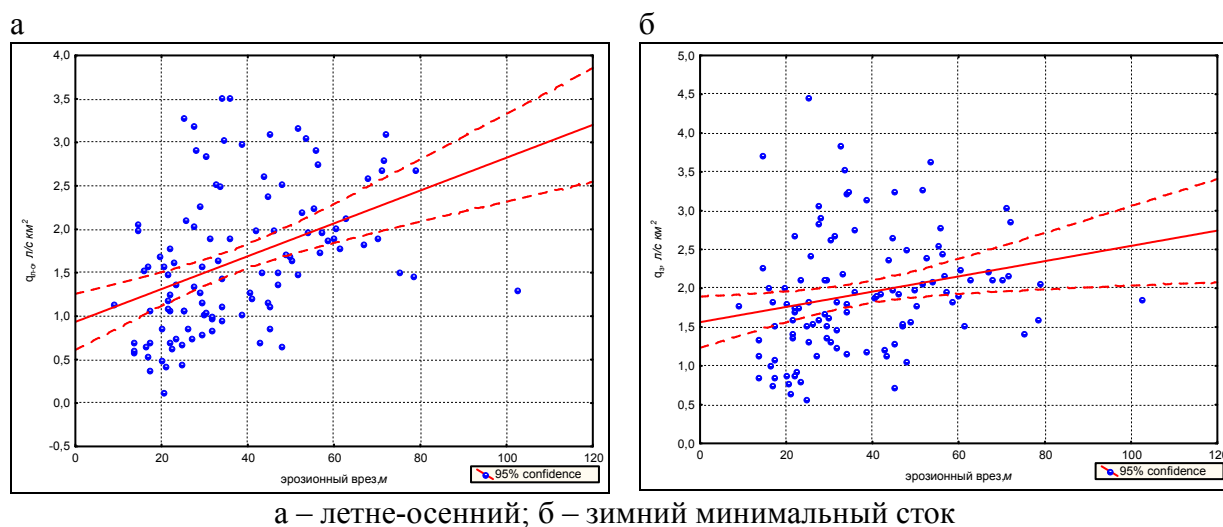 а
б
4,0
3,5
3,0
2,5
2,0
1,5
1,0
0,5
0,0
-0,5
q л-о, л/с км²
0 20 40 60 80 100 120
эрозионный врез,м
95% confidence
5,0
4,5
4,0
3,5
3,0
2,5
2,0
1,5
1,0
0,5
0,0
q з, л/с км²
0 20 40 60 80 100 120
эрозионный врез,м
95% confidence
а – летне-осенний; б – зимний минимальный сток